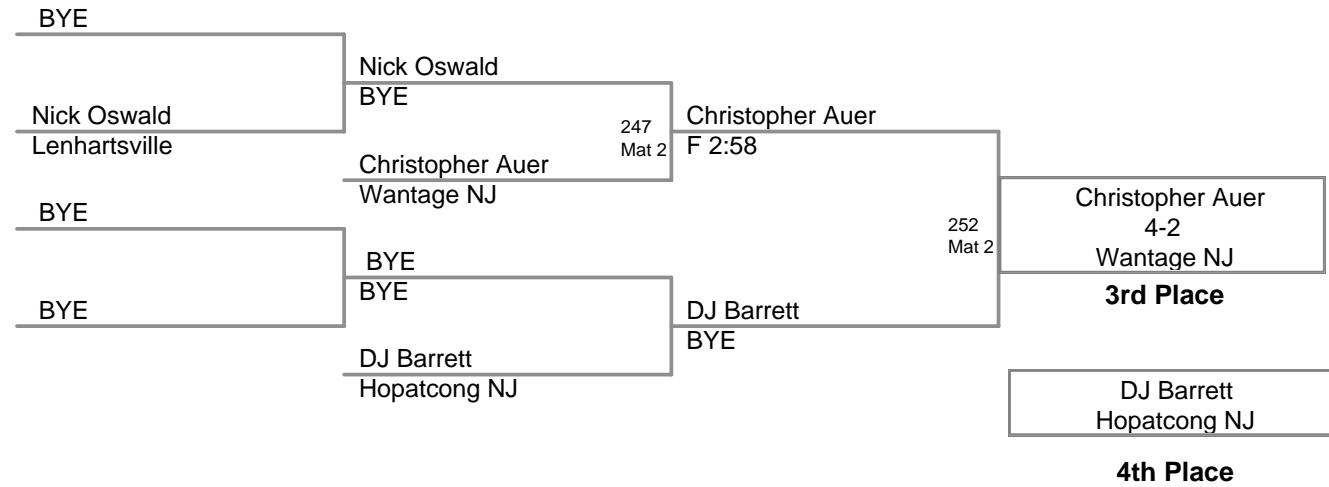 BYE
Nick Oswald
BYE
Nick Oswald
Lenhartsville
247
Mat 2
Christopher Auer
F 2:58
Christopher Auer
Wantage NJ
BYE
Christopher Auer
4-2
Wantage NJ
3rd Place
252
Mat 2
BYE
BYE
BYE
DJ Barrett
BYE
DJ Barrett
Hopatcong NJ
DJ Barrett
Hopatcong NJ
4th Place